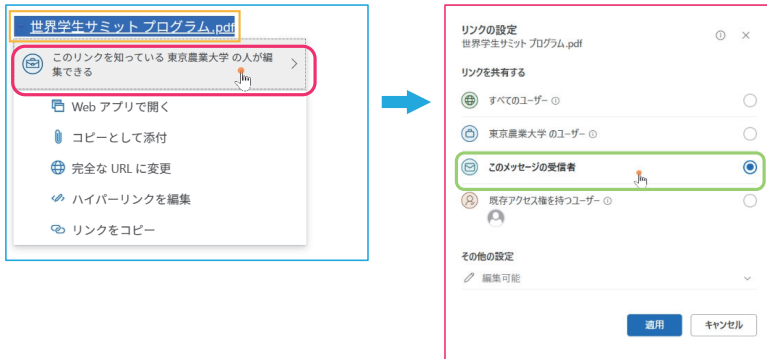 世界学生サミット プログラム.pdf
このリンクを知っている 東京農業大学 の人が編
集できる
Web アプリで開く
コピーとして添付
完全な URL に変更
ハイパーリンクを編集
リンクをコピー
リンクの設定
世界学生サミット プログラム.pdf
リンクを共有する
すべてのユーザー
東京農業大学 のユーザー
このメッセージの受信者
既存アクセス権を持つユーザー
その他の設定
編集可能
適用
キャンセル